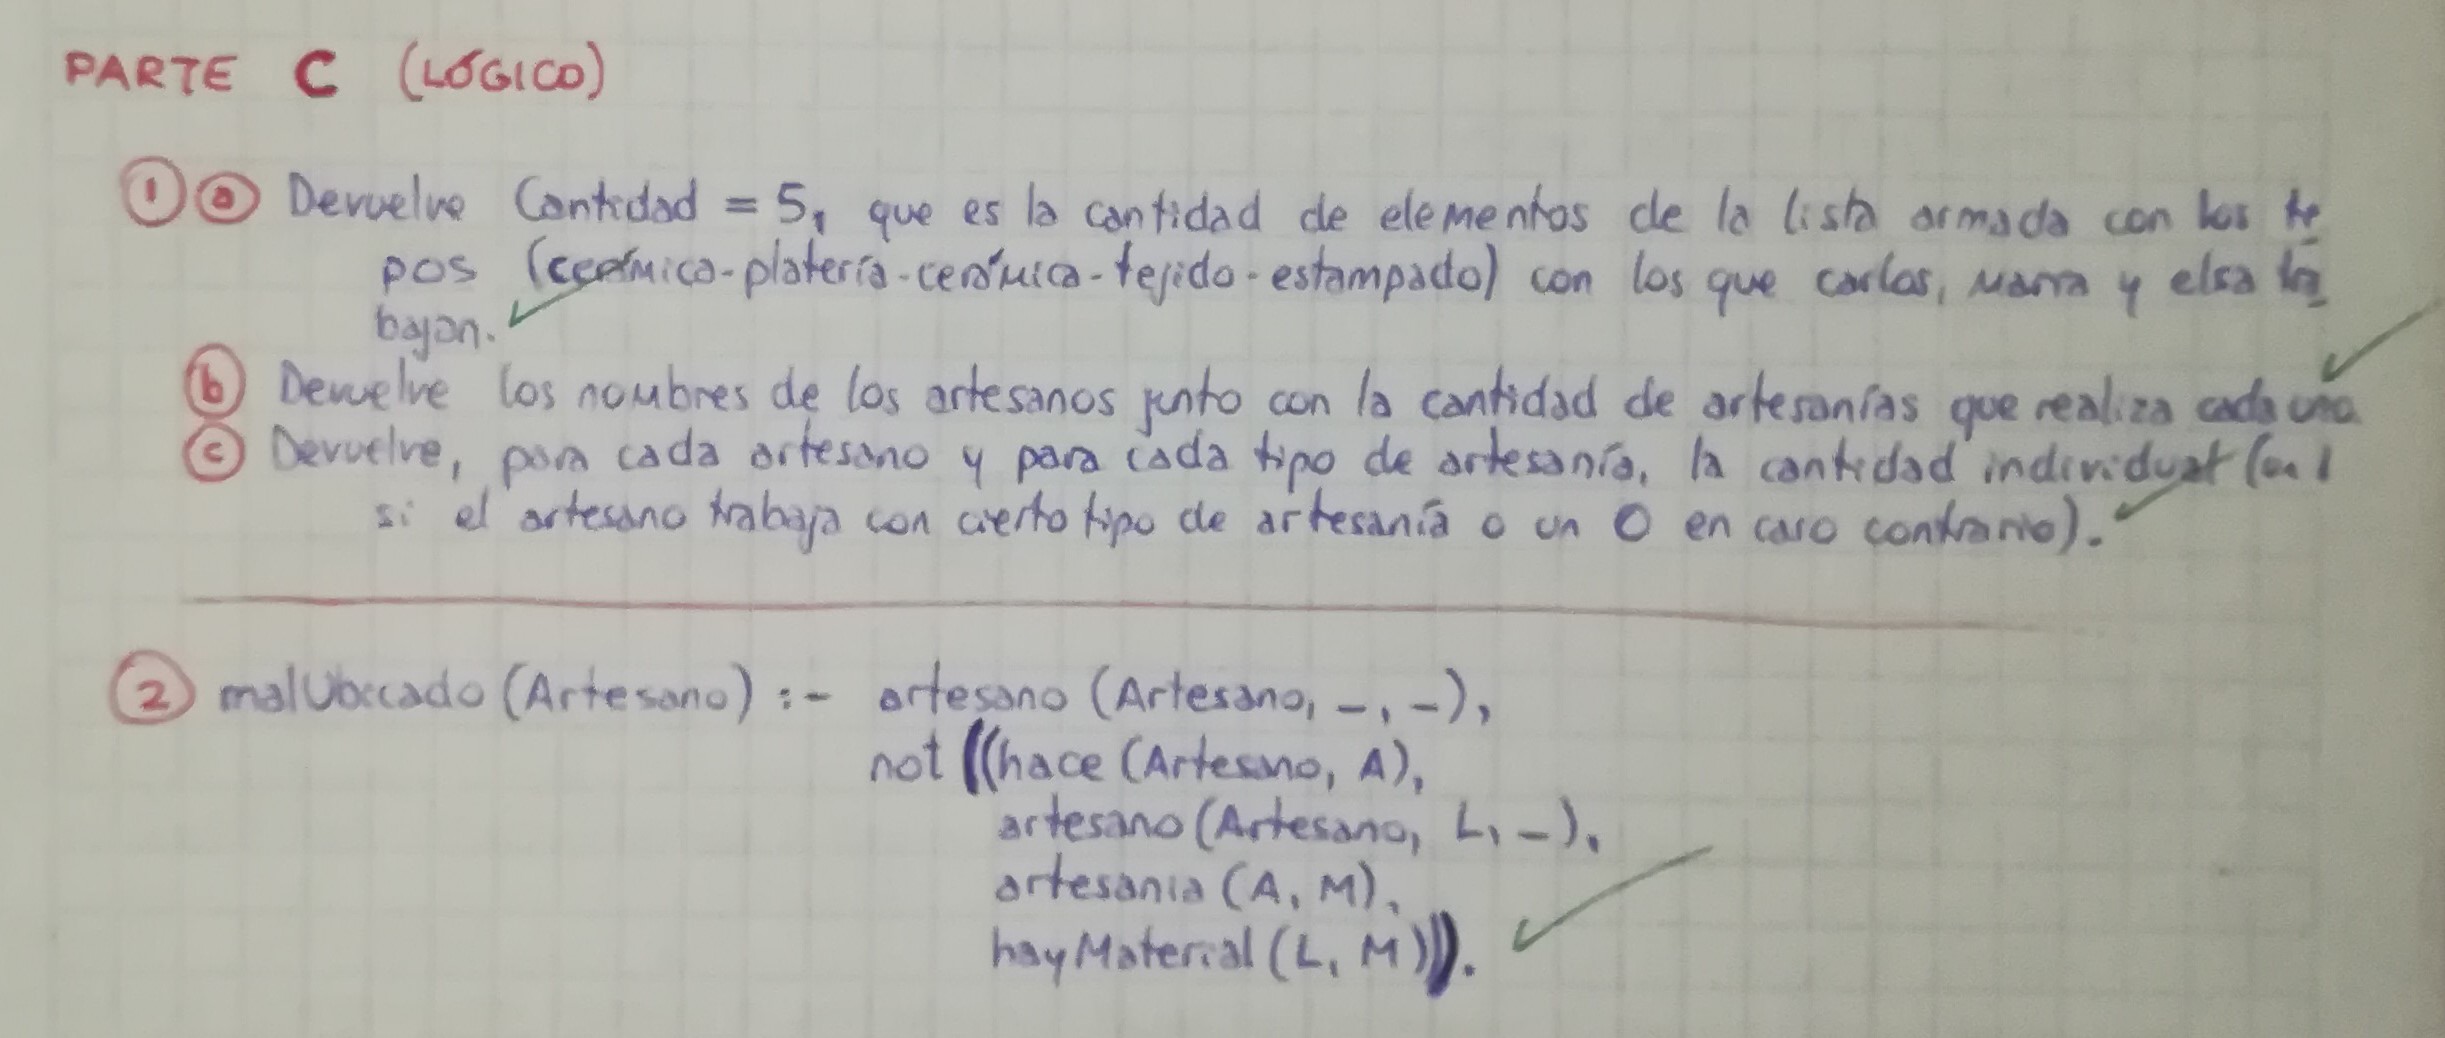 PARTE C (LÓGICO)
① ⓐ Devuelve Cantidad = 5, que es la cantidad de elementos de la lista armada con los ti
pos (cerámica-platería-cerámica-tejido-estampado) con los que carlos, maria y elsa tra
bajan.
ⓑ Devuelve los nombres de los artesanos junto con la cantidad de artesanías que realiza cada uno
ⓒ Devuelve, para cada artesano y para cada tipo de artesanía, la cantidad individual (un 1
si el artesano trabaja con cierto tipo de artesanía o un 0 en caso contrario).
② malUbicado (Artesano) :- artesano (Artesano, _, _),
not ((hace (Artesano, A),
artesano (Artesano, L, _),
artesania (A, M),
hayMaterial (L, M))).